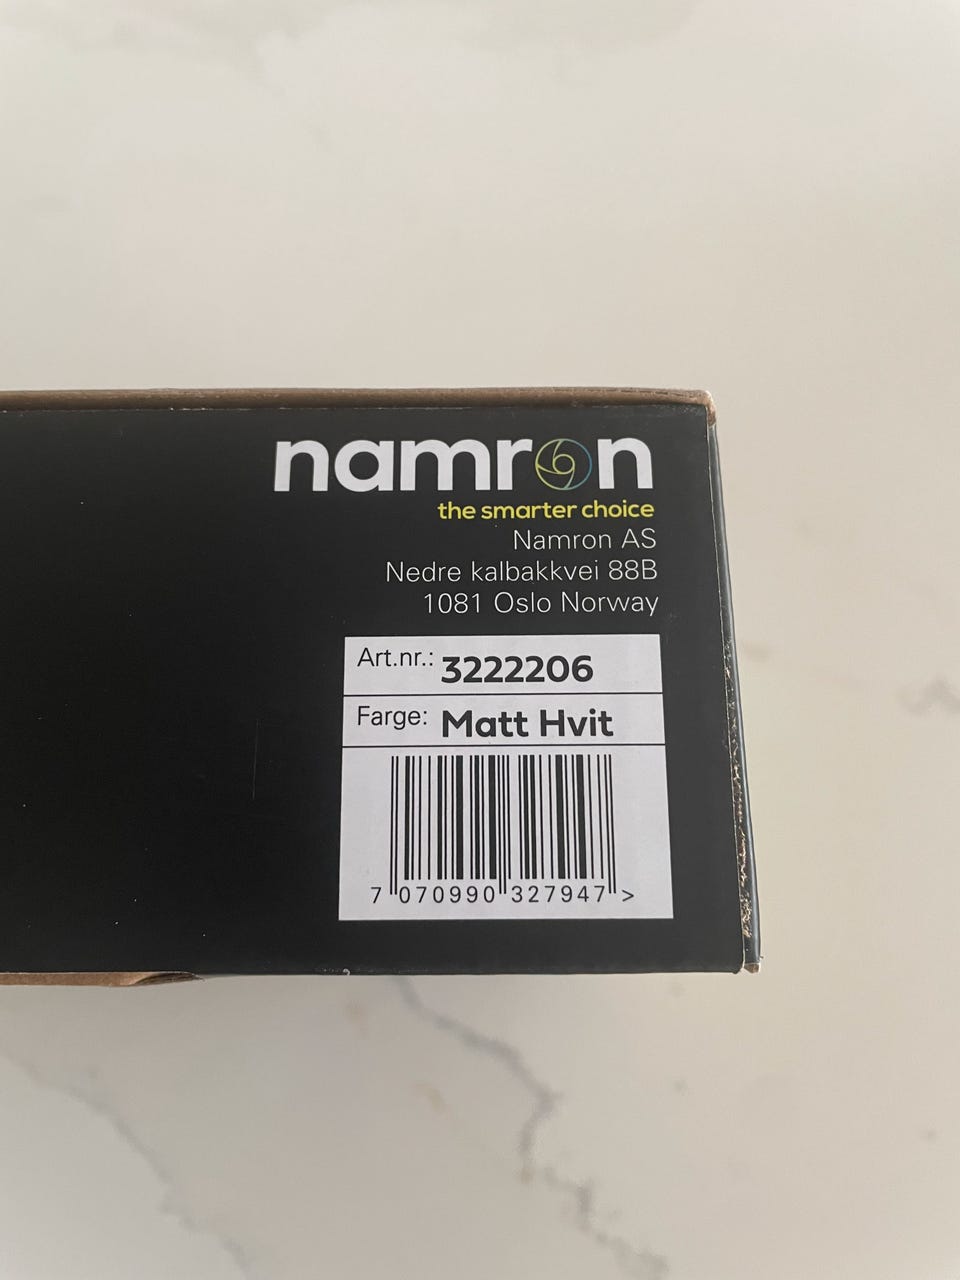 namron
the smarter choice
Namron AS
Nedre kalbakkvei 88B
1081 Oslo Norway
Art.nr.: 3222206
Farge: Matt Hvit
7 070990 327947 >